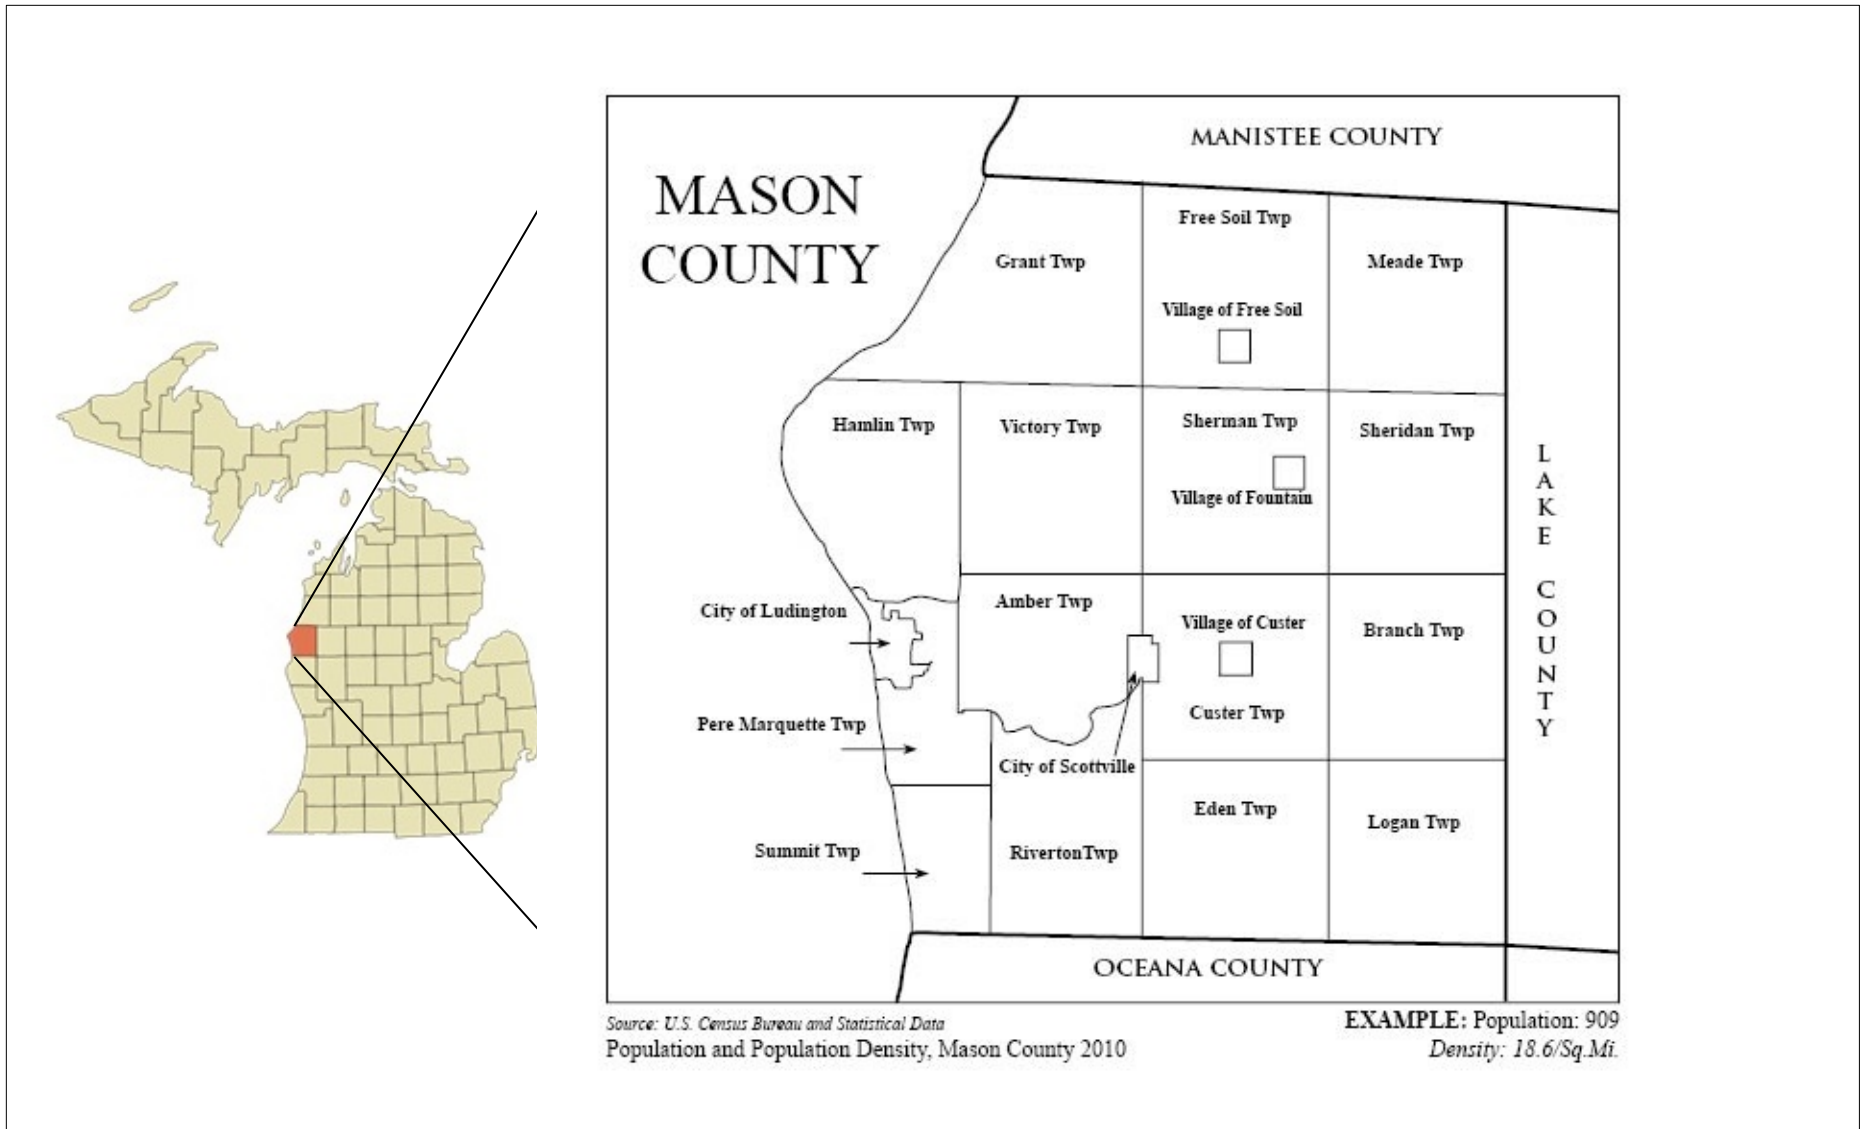 MASON
COUNTY
MANISTEE COUNTY
Free Soil Twp
Grant Twp
Meade Twp
Village of Free Soil
Hamlin Twp
Victory Twp
Sherman Twp
Sheridan Twp
Village of Fountain
LAKE COUNTY
City of Ludington
Amber Twp
Village of Custer
Branch Twp
Pere Marquette Twp
Custer Twp
City of Scottville
Eden Twp
Logan Twp
Summit Twp
RivertonTwp
OCEANA COUNTY
Source: U.S. Census Bureau and Statistical Data
Population and Population Density, Mason County 2010
EXAMPLE: Population: 909
Density: 18.6/Sq.Mi.